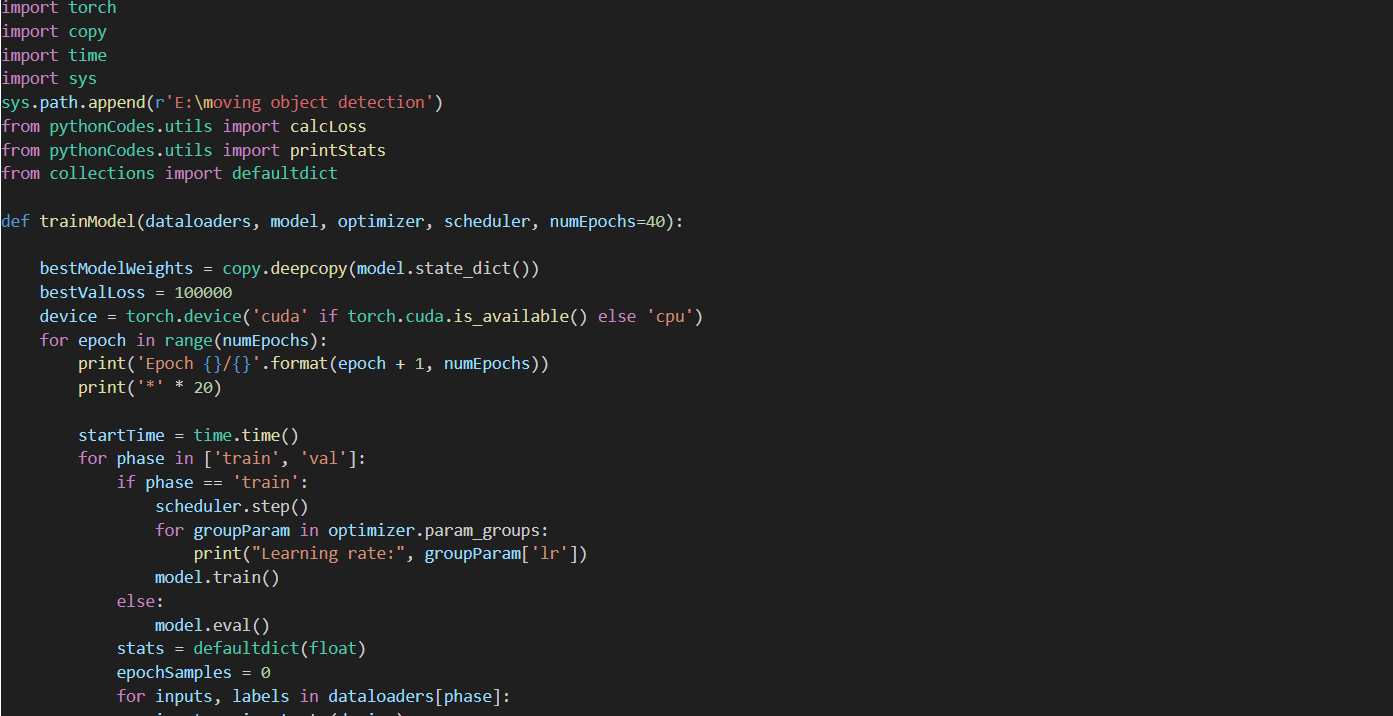 import torch
import copy
import time
import sys
sys.path.append(r'E:\moving object detection')
from pythonCodes.utils import calcLoss
from pythonCodes.utils import printStats
from collections import defaultdict

def trainModel(dataloaders, model, optimizer, scheduler, numEpochs=40):

    bestModelWeights = copy.deepcopy(model.state_dict())
    bestValLoss = 100000
    device = torch.device('cuda' if torch.cuda.is_available() else 'cpu')
    for epoch in range(numEpochs):
        print('Epoch {}/{}'.format(epoch + 1, numEpochs))
        print('*' * 20)

        startTime = time.time()
        for phase in ['train', 'val']:
            if phase == 'train':
                scheduler.step()
                for groupParam in optimizer.param_groups:
                    print("Learning rate:", groupParam['lr'])
                model.train()
            else:
                model.eval()
            stats = defaultdict(float)
            epochSamples = 0
            for inputs, labels in dataloaders[phase]: